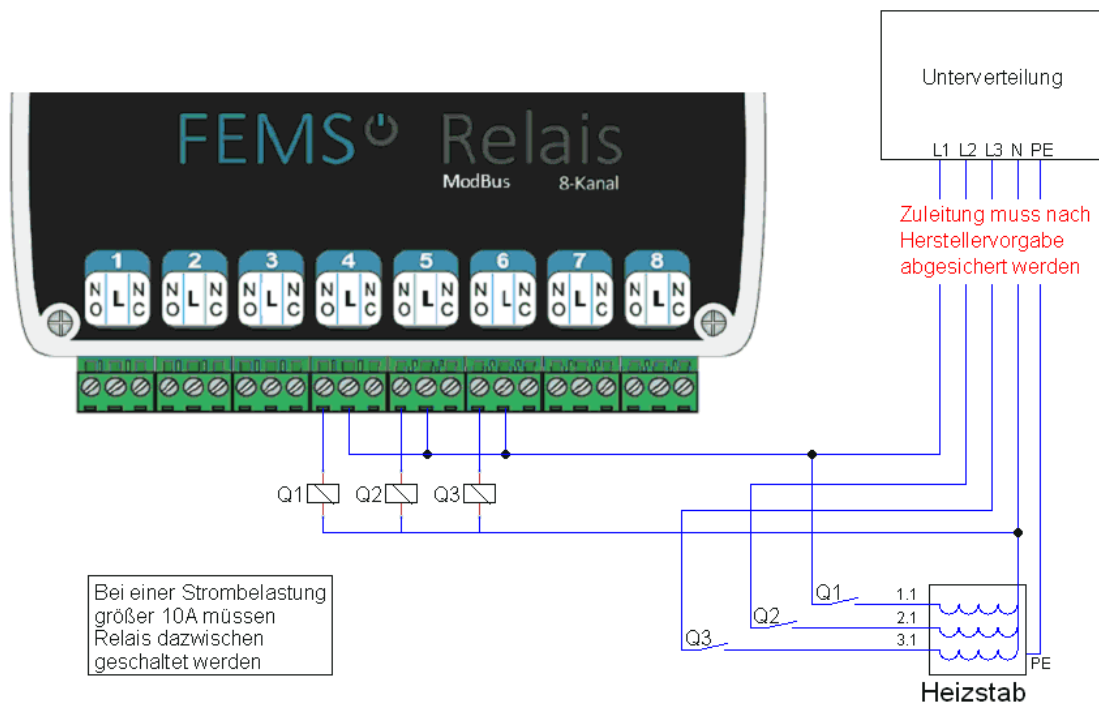 Unterverteilung
L1 L2 L3 N PE
Zuleitung muss nach
Herstellervorgabe
abgesichert werden
FEMS Relais
ModBus 8-Kanal
1 2 3 4 5 6 7 8
NO L NC NO L NC NO L NC NO L NC NO L NC NO L NC NO L NC NO L NC
Q1 Q2 Q3
Bei einer Strombelastung
größer 10A müssen
Relais dazwischen
geschaltet werden
Q1 1.1
Q2 2.1
Q3 3.1
PE
Heizstab